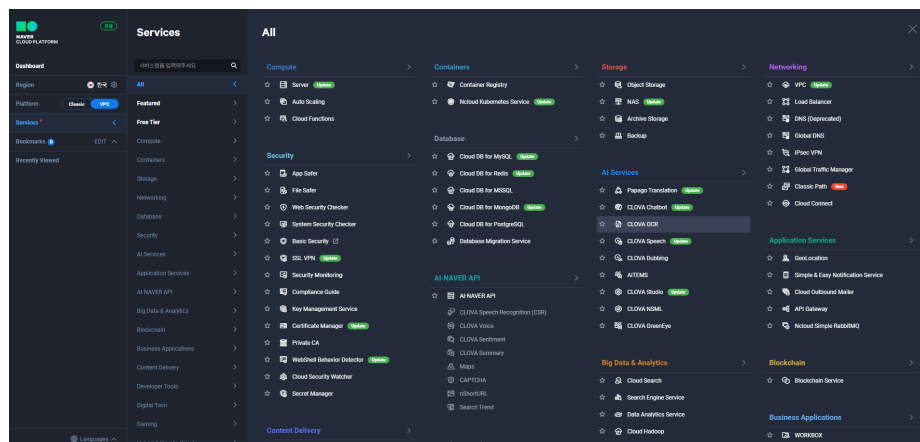 NAVER
CLOUD PLATFORM
Dashboard
Region
한국
Platform
Classic
VPC
Services
Bookmarks
0
EDIT
Recently Viewed
Languages
Services
서비스명을 입력해주세요
All
Featured
Free Tier
Compute
Containers
Storage
Networking
Database
Security
AI Services
Application Services
AI·NAVER API
Big Data & Analytics
Blockchain
Business Applications
Content Delivery
Developer Tools
Digital Twin
Gaming
All
Compute
Server Update
Auto Scaling
Cloud Functions
Security
App Safer
File Safer
Web Security Checker
System Security Checker
Basic Security
SSL VPN Update
Security Monitoring
Compliance Guide
Key Management Service
Certificate Manager Update
Private CA
WebShell Behavior Detector Update
Cloud Security Watcher
Secret Manager
Content Delivery
Containers
Container Registry
Ncloud Kubernetes Service Update
Database
Cloud DB for MySQL Update
Cloud DB for Redis Update
Cloud DB for MSSQL
Cloud DB for MongoDB Update
Cloud DB for PostgreSQL
Database Migration Service
AI·NAVER API
AI·NAVER API
CLOVA Speech Recognition (CSR)
CLOVA Voice
CLOVA Sentiment
CLOVA Summary
Maps
CAPTCHA
nShortURL
Search Trend
Storage
Object Storage
NAS Update
Archive Storage
Backup
AI Services
Papago Translation Update
CLOVA Chatbot Update
CLOVA OCR
CLOVA Speech Update
CLOVA Dubbing
AiTEMS
CLOVA Studio Update
CLOVA NSML
CLOVA GreenEye
Big Data & Analytics
Cloud Search
Search Engine Service
Data Analytics Service
Cloud Hadoop
Networking
VPC Update
Load Balancer
DNS (Deprecated)
Global DNS
IPsec VPN
Global Traffic Manager
Classic Path New
Cloud Connect
Application Services
GeoLocation
Simple & Easy Notification Service
Cloud Outbound Mailer
API Gateway
Ncloud Simple RabbitMQ
Blockchain
Blockchain Service
Business Applications
WORKBOX